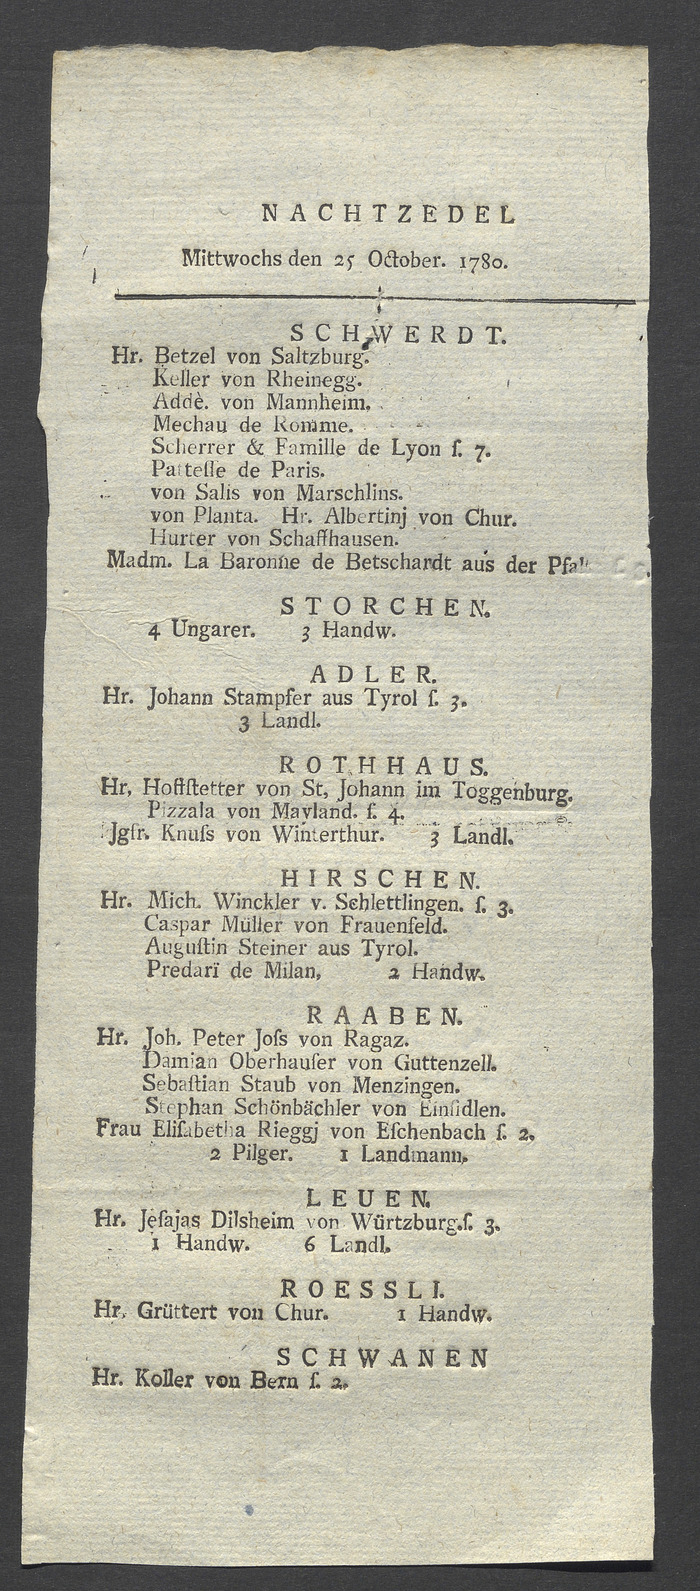 NACHTZEDEL
Mittwochs den 25 October. 1780.
SCHWERDT.
Hr. Betzel von Saltzburg.
Keller von Rheinegg.
Addè. von Mannheim.
Mechau de Romme.
Scherrer & Famille de Lyon ſ. 7.
Patteſſe de Paris.
von Salis von Marschlins.
von Planta. Hr. Albertinj von Chur.
Hurter von Schaffhausen.
Madm. La Baronne de Betschardt aus der
STORCHEN.
4 Ungarer. 3 Handw.
ADLER.
Hr. Johann Stampfer aus Tyrol ſ. 3.
3 Landl.
ROTHHAUS.
Hr, Hoffſtetter von St, Johann im Toggenburg.
Pizzala von Mayland. ſ. 4.
Jgfr. Knuſs von Winterthur. 3 Landl.
HIRSCHEN.
Hr. Mich. Winckler v. Schlettlingen. ſ. 3.
Caspar Müller von Frauenfeld.
Auguſtin Steiner aus Tyrol.
Predari de Milan, 2 Handw.
RAABEN.
Hr. Joh. Peter Joſs von Ragaz.
Damian Oberhauſer von Guttenzell.
Sebaſtian Staub von Menzingen.
Stephan Schönbächler von Einſidlen.
Frau Eliſabetha Rieggj von Eſchenbach ſ. 2.
2 Pilger. 1 Landmann.
LEUEN.
Hr. Jeſajas Dilsheim von Würtzburg.ſ. 3.
1 Handw. 6 Landl.
ROESSLI.
Hr. Grüttert von Chur. 1 Handw.
SCHWANEN
Hr. Koller von Bern ſ. 2.